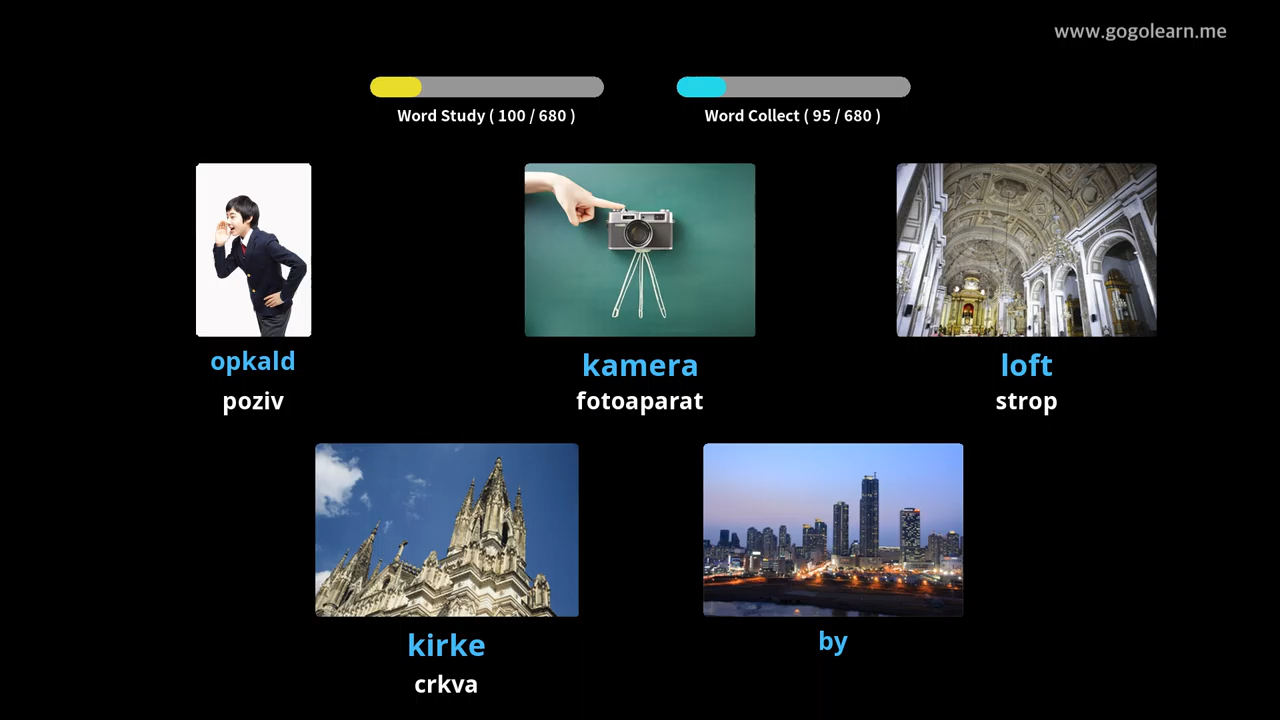 www.gogolearn.me
Word Study ( 100 / 680 )
Word Collect ( 95 / 680 )
opkald
poziv
kamera
fotoaparat
loft
strop
kirke
crkva
by